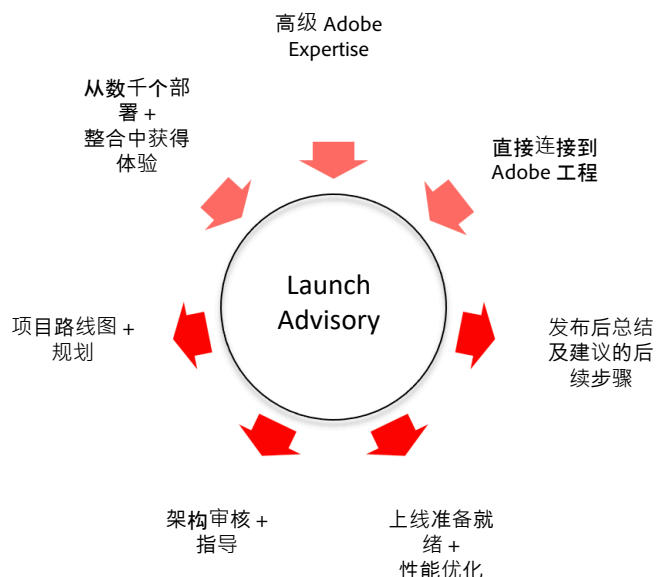 高级 Adobe
Expertise
从数千个部
署 +
整合中获得
体验
直接连接到
Adobe 工程
Launch
Advisory
项目路线图 +
规划
发布后总结
及建议的后
续步骤
架构审核 +
指导
上线准备就
绪 +
性能优化